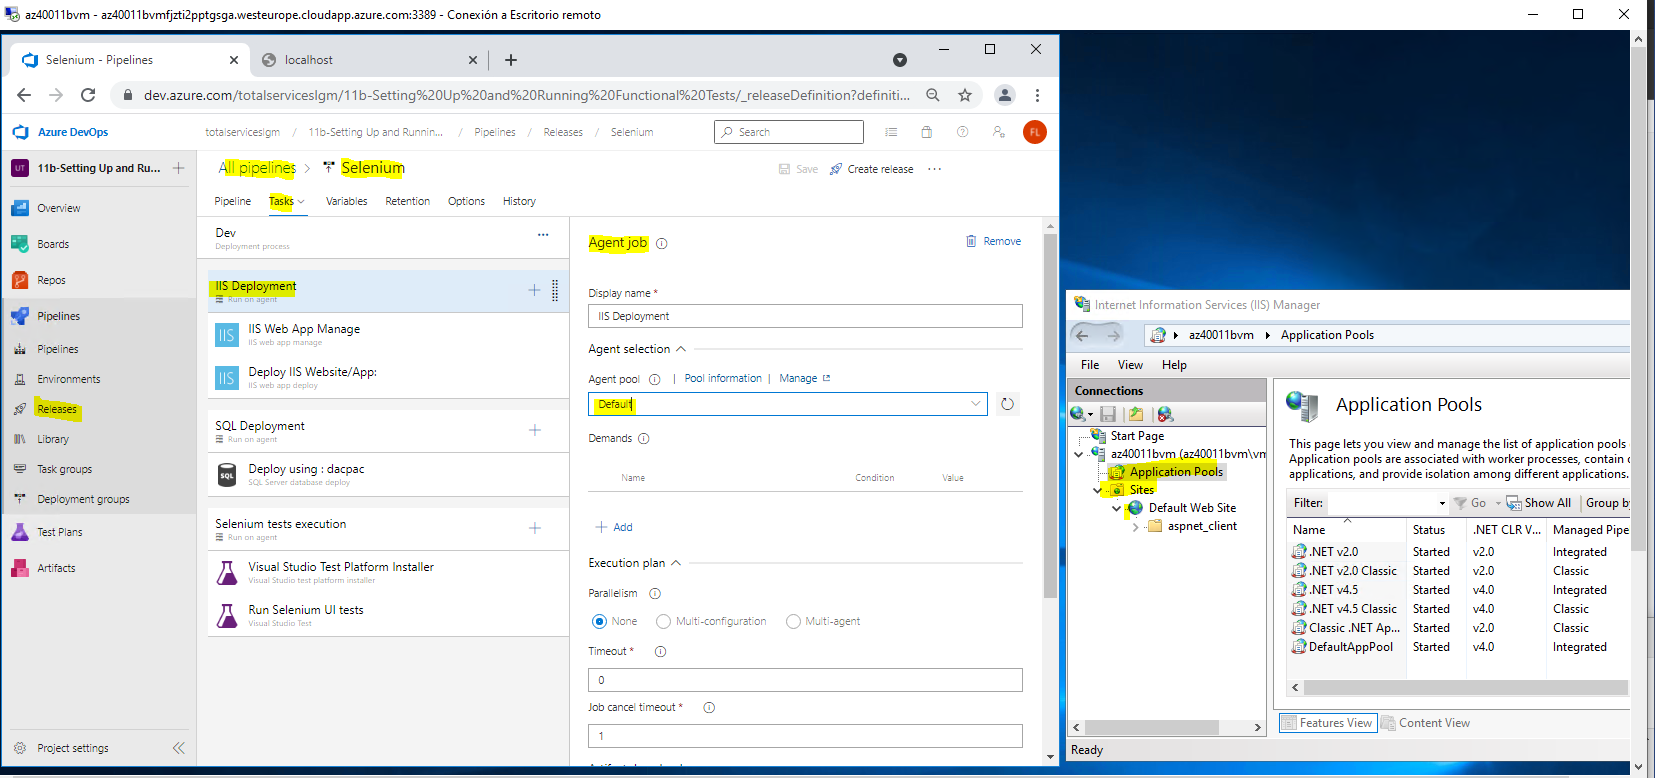 az40011bvm - az40011bvmfjzti2pptgsga.westeurope.cloudapp.azure.com:3389 - Conexión a Escritorio remoto
Selenium - Pipelines
localhost
dev.azure.com/totalserviceslgm/11b-Setting%20Up%20and%20Running%20Functional%20Tests/_releaseDefinition?definiti...
Azure DevOps
totalserviceslgm / 11b-Setting Up and Runnin... / Pipelines / Releases / Selenium
Search
FL
UT
11b-Setting Up and Ru...
Overview
Boards
Repos
Pipelines
Pipelines
Environments
Releases
Library
Task groups
Deployment groups
Test Plans
Artifacts
Project settings
All pipelines > Selenium
Save
Create release
Pipeline
Tasks
Variables
Retention
Options
History
Dev
Deployment process
IIS Deployment
Run on agent
IIS
IIS Web App Manage
IIS web app manage
IIS
Deploy IIS Website/App:
IIS web app deploy
SQL Deployment
Run on agent
SQL
Deploy using : dacpac
SQL Server database deploy
Selenium tests execution
Run on agent
Visual Studio Test Platform Installer
Visual Studio test platform installer
Run Selenium UI tests
Visual Studio Test
Agent job
Remove
Display name *
IIS Deployment
Agent selection
Agent pool | Pool information | Manage
Default
Demands
Name Condition Value
Add
Execution plan
Parallelism
None Multi-configuration Multi-agent
Timeout *
0
Job cancel timeout *
1
Internet Information Services (IIS) Manager
az40011bvm Application Pools
File View Help
Connections
Start Page
az40011bvm (az40011bvm\vm
Application Pools
Sites
Default Web Site
aspnet_client
Application Pools
This page lets you view and manage the list of application pools
Application pools are associated with worker processes, contain
applications, and provide isolation among different applications.
Filter: Go Show All Group by
Name Status .NET CLR V... Managed Pipe
.NET v2.0 Started v2.0 Integrated
.NET v2.0 Classic Started v2.0 Classic
.NET v4.5 Started v4.0 Integrated
.NET v4.5 Classic Started v4.0 Classic
Classic .NET Ap... Started v2.0 Classic
DefaultAppPool Started v4.0 Integrated
Features View Content View
Ready